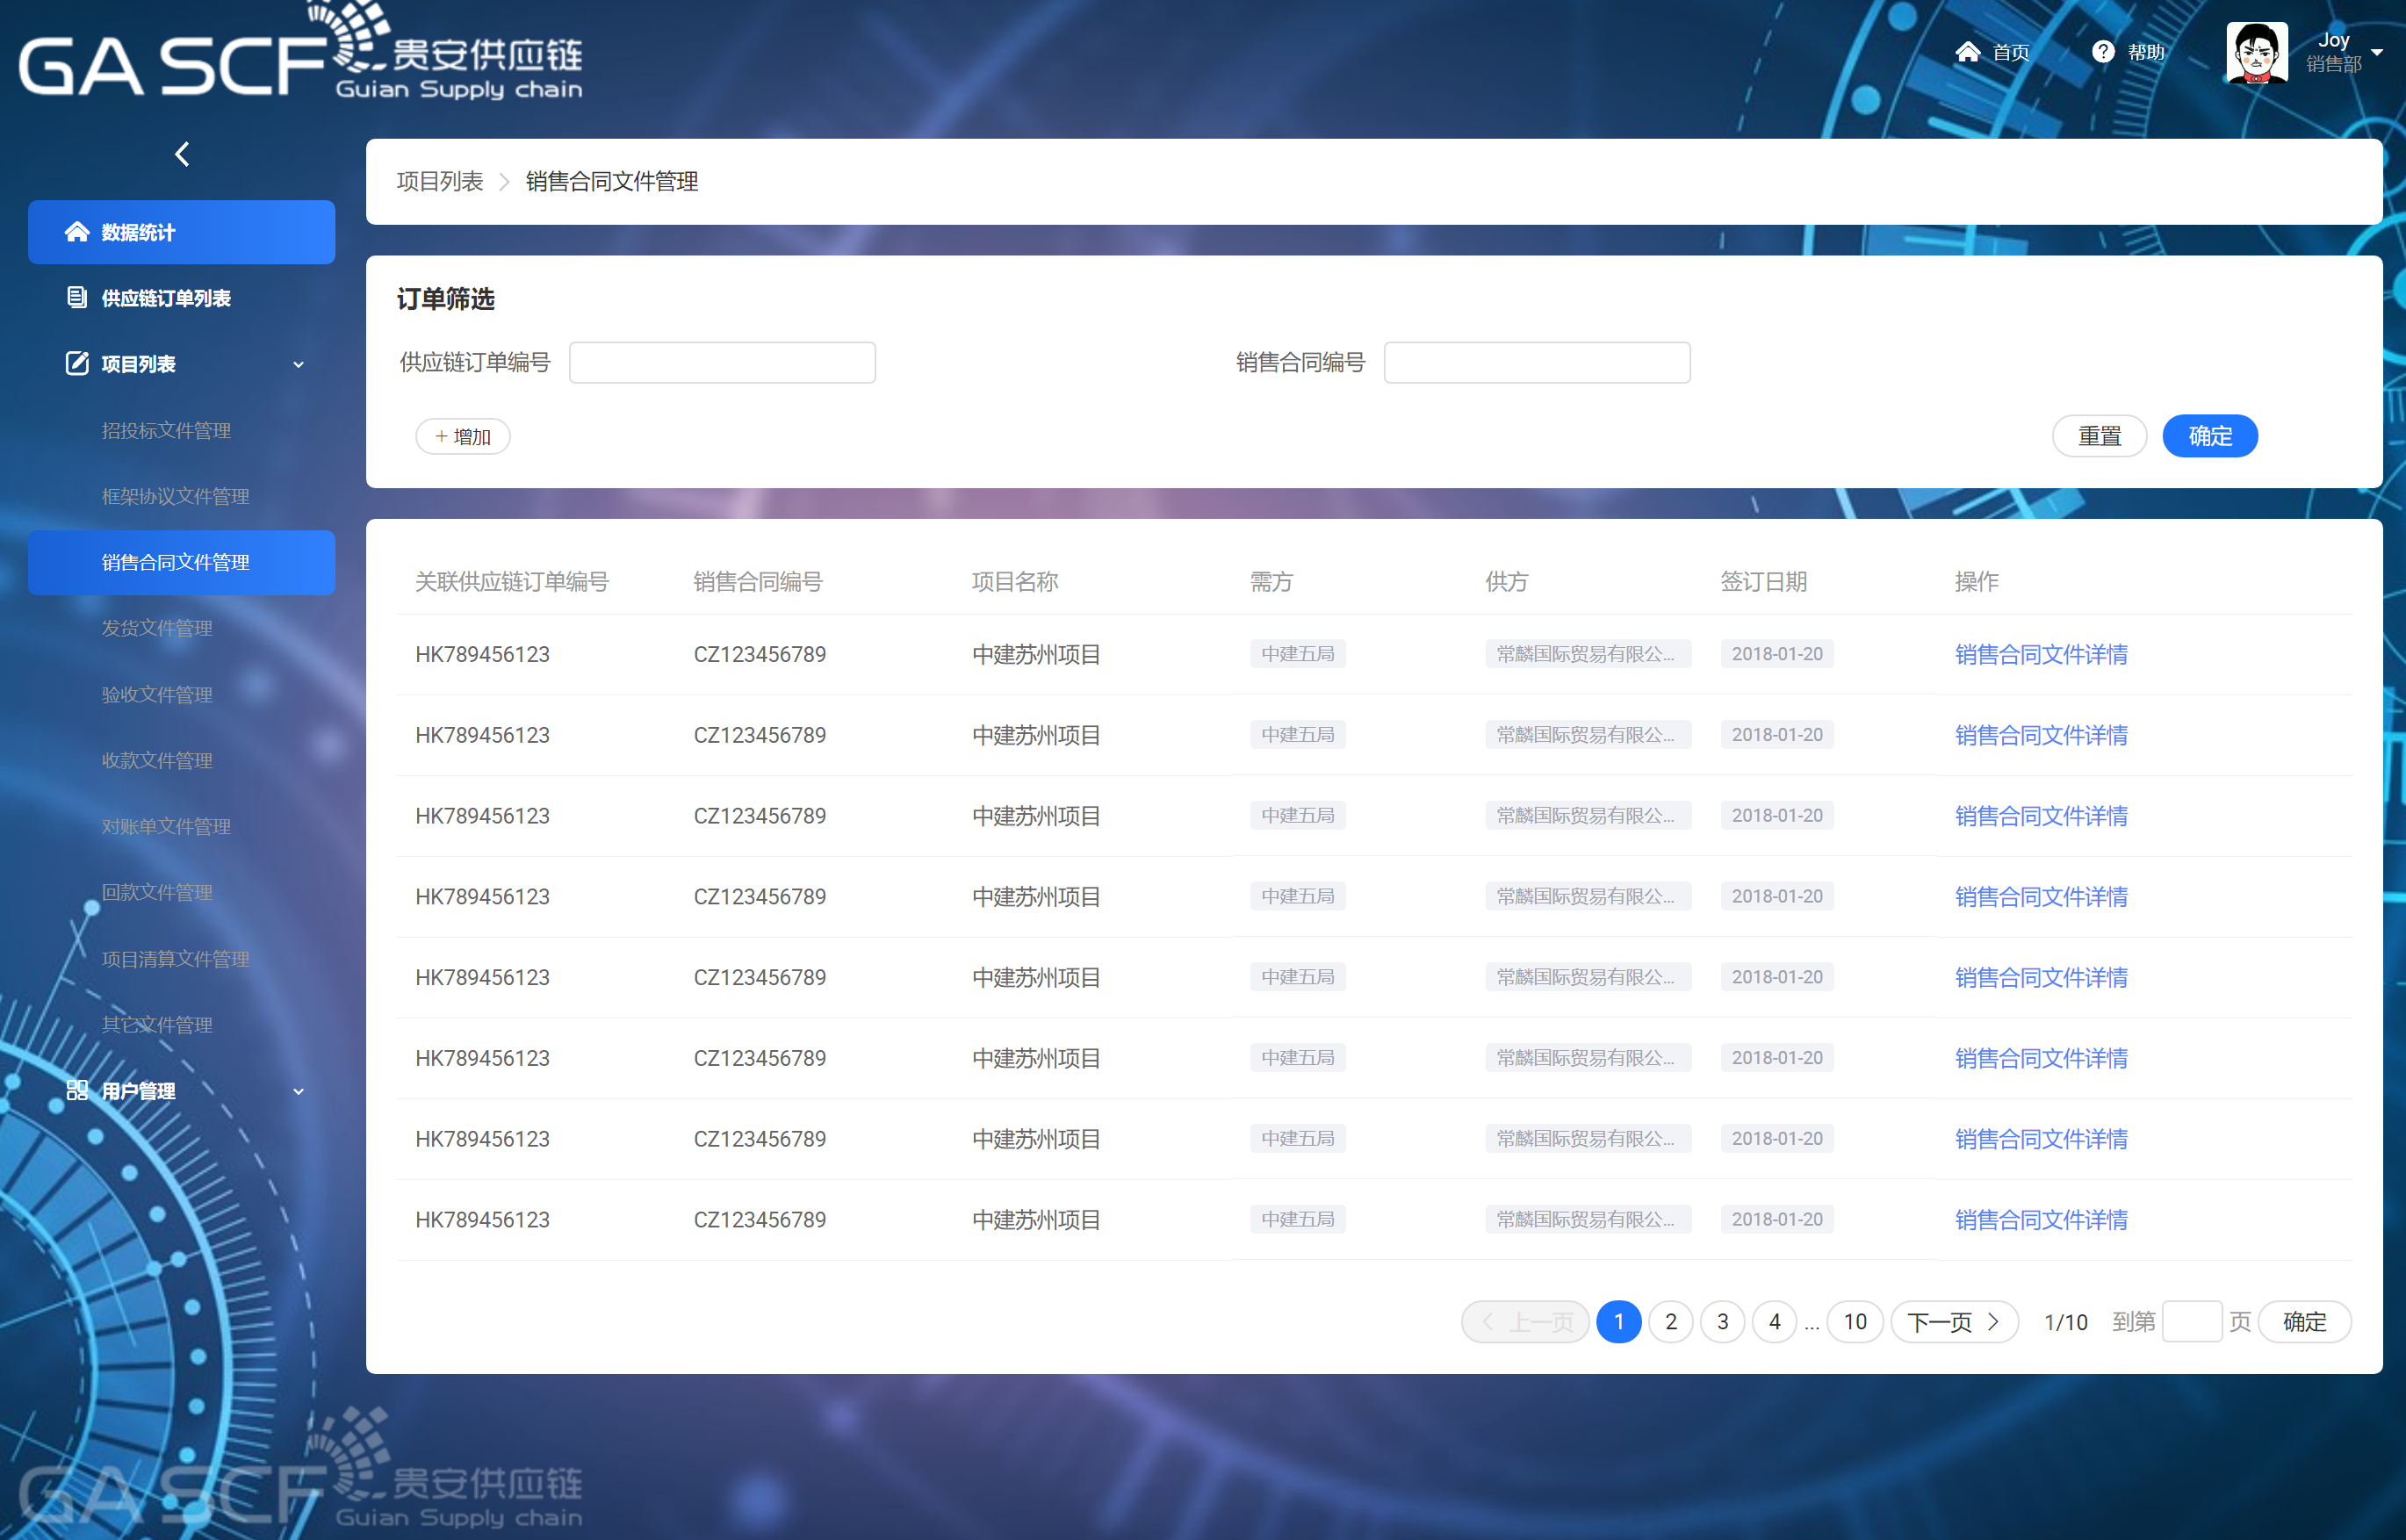 GA SCF 贵安供应链
Guian Supply chain
首页
帮助
Joy
销售部
数据统计
供应链订单列表
项目列表
招投标文件管理
框架协议文件管理
销售合同文件管理
发货文件管理
验收文件管理
收款文件管理
对账单文件管理
回款文件管理
项目清算文件管理
其它文件管理
用户管理
项目列表 > 销售合同文件管理
订单筛选
供应链订单编号 销售合同编号
+ 增加 重置 确定
关联供应链订单编号 销售合同编号 项目名称 需方 供方 签订日期 操作
HK789456123 CZ123456789 中建苏州项目 中建五局 常麟国际贸易有限公... 2018-01-20 销售合同文件详情
HK789456123 CZ123456789 中建苏州项目 中建五局 常麟国际贸易有限公... 2018-01-20 销售合同文件详情
HK789456123 CZ123456789 中建苏州项目 中建五局 常麟国际贸易有限公... 2018-01-20 销售合同文件详情
HK789456123 CZ123456789 中建苏州项目 中建五局 常麟国际贸易有限公... 2018-01-20 销售合同文件详情
HK789456123 CZ123456789 中建苏州项目 中建五局 常麟国际贸易有限公... 2018-01-20 销售合同文件详情
HK789456123 CZ123456789 中建苏州项目 中建五局 常麟国际贸易有限公... 2018-01-20 销售合同文件详情
HK789456123 CZ123456789 中建苏州项目 中建五局 常麟国际贸易有限公... 2018-01-20 销售合同文件详情
HK789456123 CZ123456789 中建苏州项目 中建五局 常麟国际贸易有限公... 2018-01-20 销售合同文件详情
< 上一页 1 2 3 4 ... 10 下一页 > 1/10 到第 页 确定
GA SCF 贵安供应链
Guian Supply chain